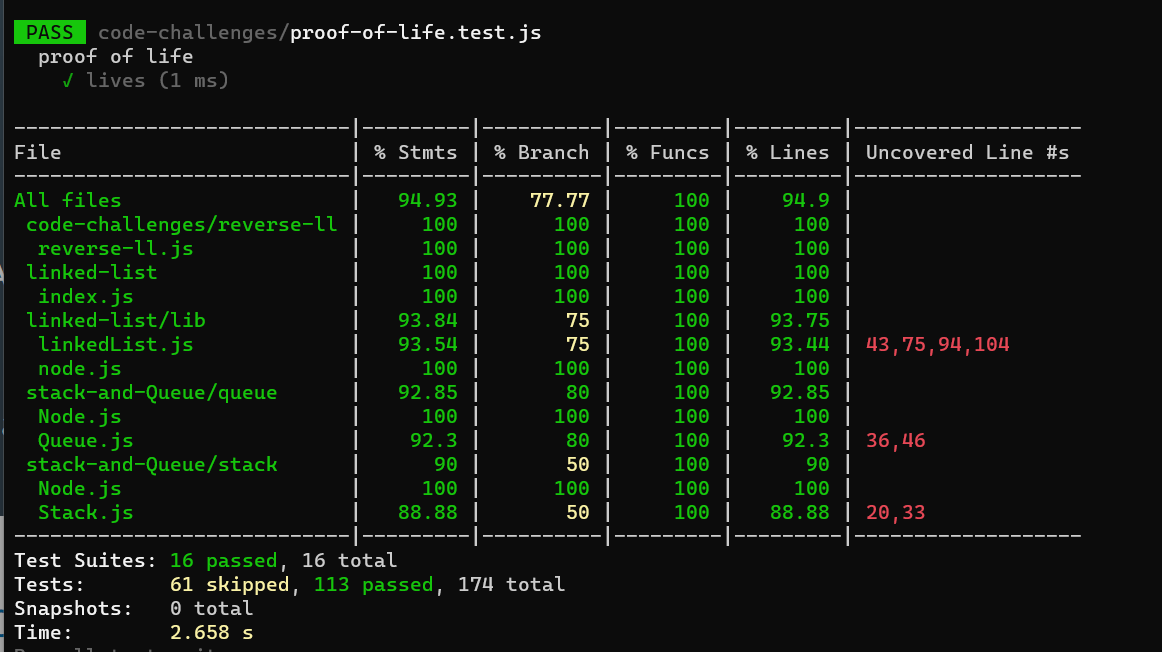 PASS code-challenges/proof-of-life.test.js
proof of life
√ lives (1 ms)
----------------------------|---------|----------|---------|---------|-------------------
File | % Stmts | % Branch | % Funcs | % Lines | Uncovered Line #s
----------------------------|---------|----------|---------|---------|-------------------
All files | 94.93 | 77.77 | 100 | 94.9 |
code-challenges/reverse-ll | 100 | 100 | 100 | 100 |
reverse-ll.js | 100 | 100 | 100 | 100 |
linked-list | 100 | 100 | 100 | 100 |
index.js | 100 | 100 | 100 | 100 |
linked-list/lib | 93.84 | 75 | 100 | 93.75 |
linkedList.js | 93.54 | 75 | 100 | 93.44 | 43,75,94,104
node.js | 100 | 100 | 100 | 100 |
stack-and-Queue/queue | 92.85 | 80 | 100 | 92.85 |
Node.js | 100 | 100 | 100 | 100 |
Queue.js | 92.3 | 80 | 100 | 92.3 | 36,46
stack-and-Queue/stack | 90 | 50 | 100 | 90 |
Node.js | 100 | 100 | 100 | 100 |
Stack.js | 88.88 | 50 | 100 | 88.88 | 20,33
----------------------------|---------|----------|---------|---------|-------------------
Test Suites: 16 passed, 16 total
Tests: 61 skipped, 113 passed, 174 total
Snapshots: 0 total
Time: 2.658 s